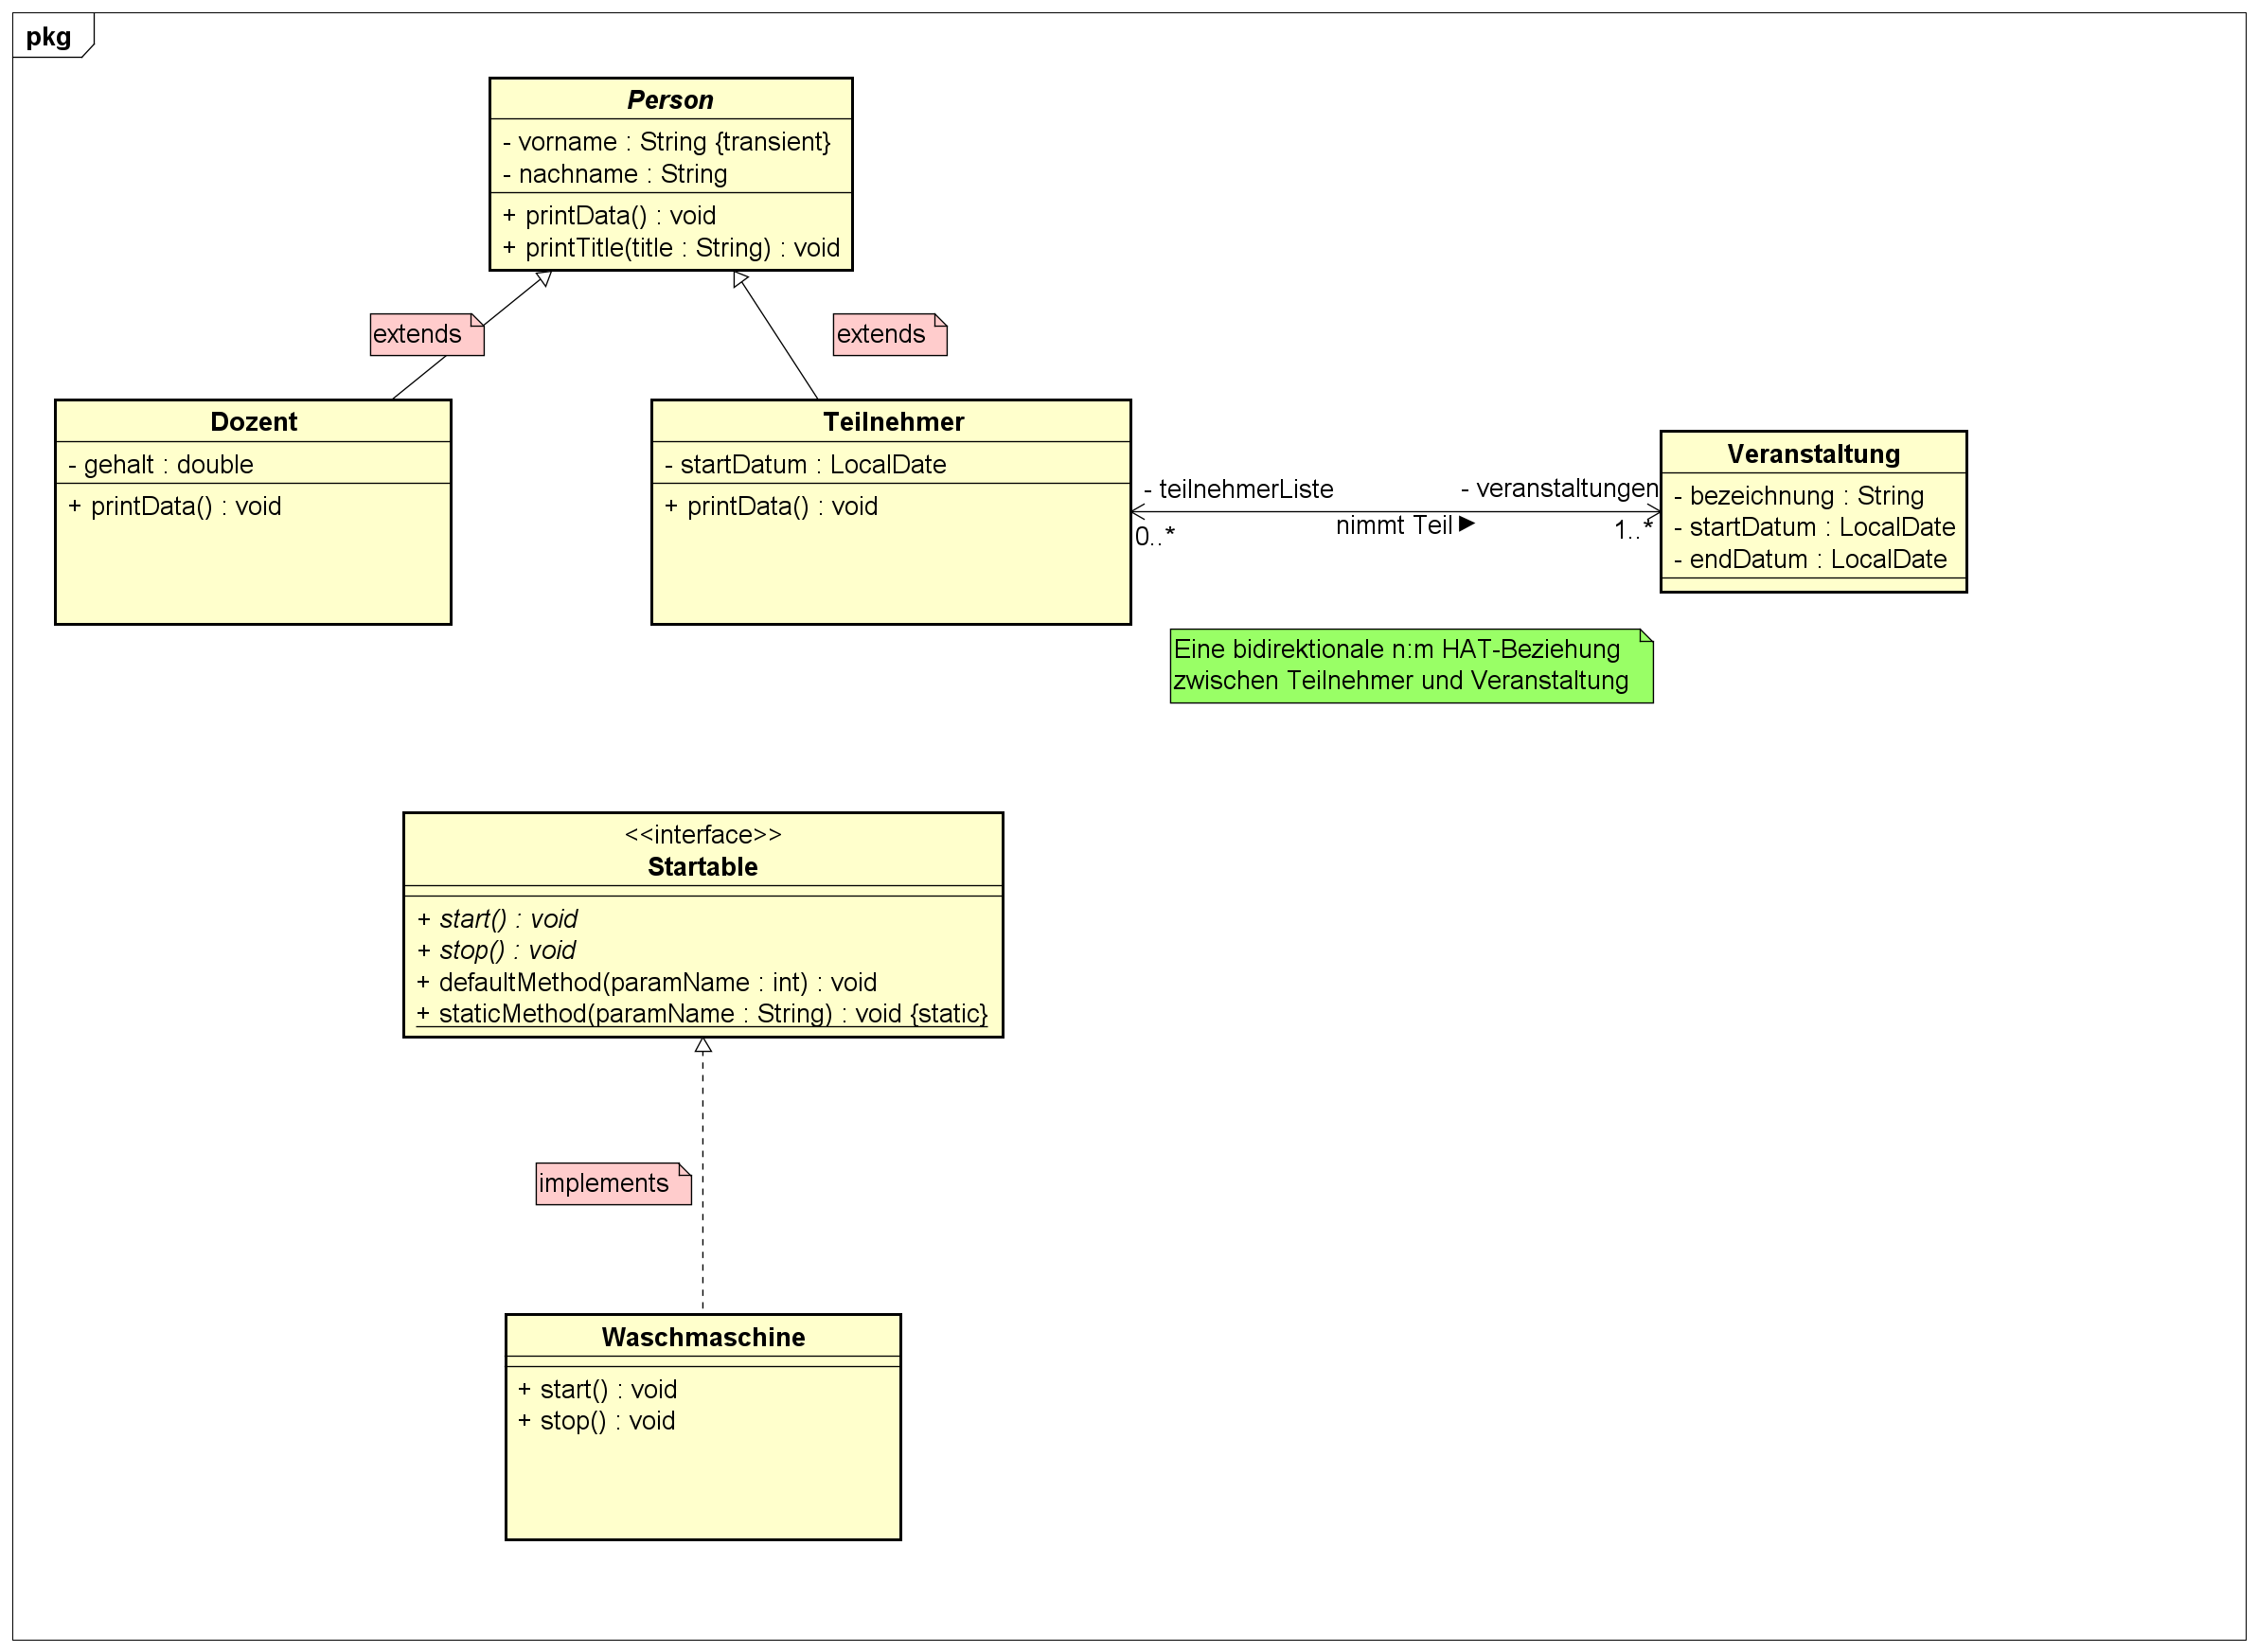 pkg
Person
- vorname : String {transient}
- nachname : String
+ printData() : void
+ printTitle(title : String) : void
extends
extends
Dozent
- gehalt : double
+ printData() : void
Teilnehmer
- startDatum : LocalDate
+ printData() : void
- teilnehmerListe
- veranstaltungen
0..*
nimmt Teil ▶
1..*
Veranstaltung
- bezeichnung : String
- startDatum : LocalDate
- endDatum : LocalDate
Eine bidirektionale n:m HAT-Beziehung
zwischen Teilnehmer und Veranstaltung
<<interface>>
Startable
+ start() : void
+ stop() : void
+ defaultMethod(paramName : int) : void
+ staticMethod(paramName : String) : void {static}
implements
Waschmaschine
+ start() : void
+ stop() : void